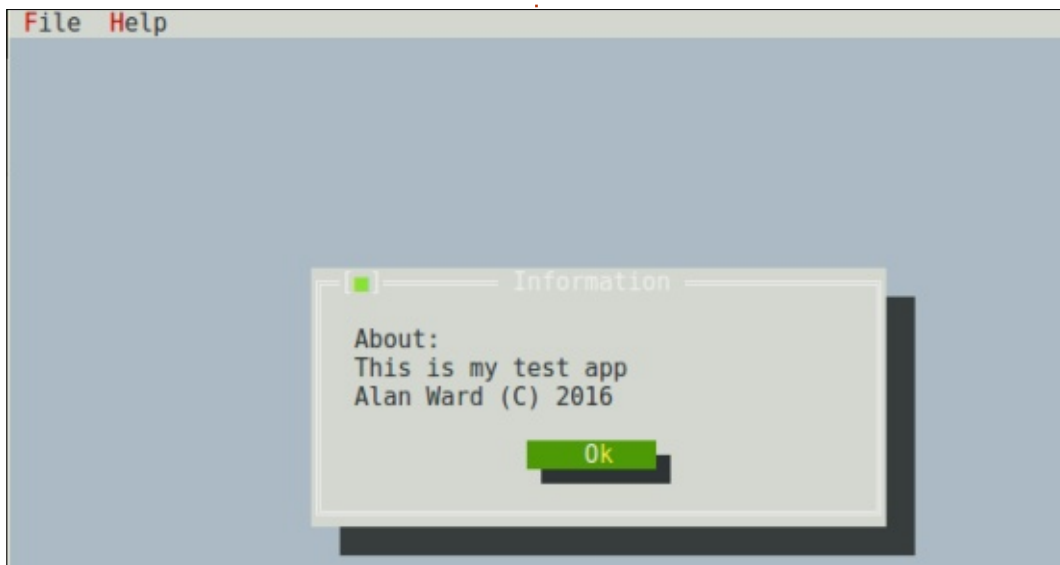 File Help
[■] Information
About:
This is my test app
Alan Ward (C) 2016
Ok